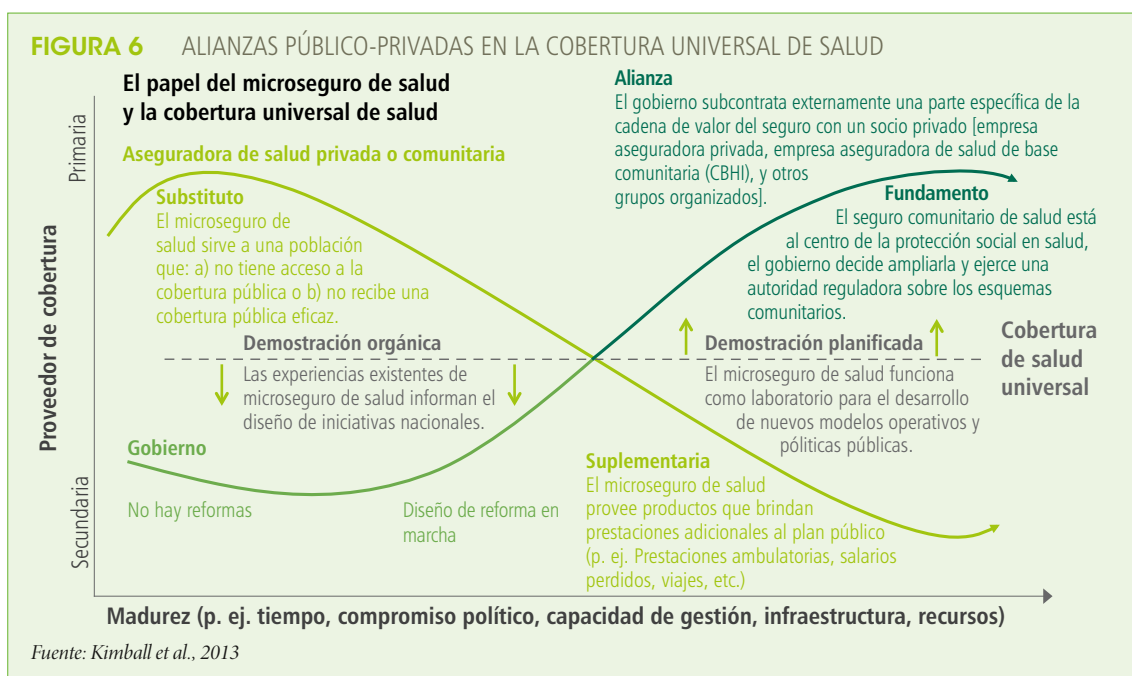 FIGURA 6 ALIANZAS PÚBLICO-PRIVADAS EN LA COBERTURA UNIVERSAL DE SALUD
El papel del microseguro de salud
y la cobertura universal de salud
Proveedor de cobertura
Primaria
Secundaria
Aseguradora de salud privada o comunitaria
Substituto
El microseguro de
salud sirve a una población
que: a) no tiene acceso a la
cobertura pública o b) no recibe una
cobertura pública eficaz.
Alianza
El gobierno subcontrata externamente una parte específica de la
cadena de valor del seguro con un socio privado [empresa
aseguradora privada, empresa aseguradora de salud de base
comunitaria (CBHI), y otros
grupos organizados].
Fundamento
El seguro comunitario de salud está
al centro de la protección social en salud,
el gobierno decide ampliarla y ejerce una
autoridad reguladora sobre los esquemas
comunitarios.
Demostración orgánica
Las experiencias existentes de
microseguro de salud informan el
diseño de iniciativas nacionales.
Demostración planificada
El microseguro de salud funciona
como laboratorio para el desarrollo
de nuevos modelos operativos y
póliticas públicas.
Cobertura
de salud
universal
Gobierno
No hay reformas
Diseño de reforma en
marcha
Suplementaria
El microseguro de salud
provee productos que brindan
prestaciones adicionales al plan público
(p. ej. Prestaciones ambulatorias, salarios
perdidos, viajes, etc.)
Madurez (p. ej. tiempo, compromiso político, capacidad de gestión, infraestructura, recursos)
Fuente: Kimball et al., 2013